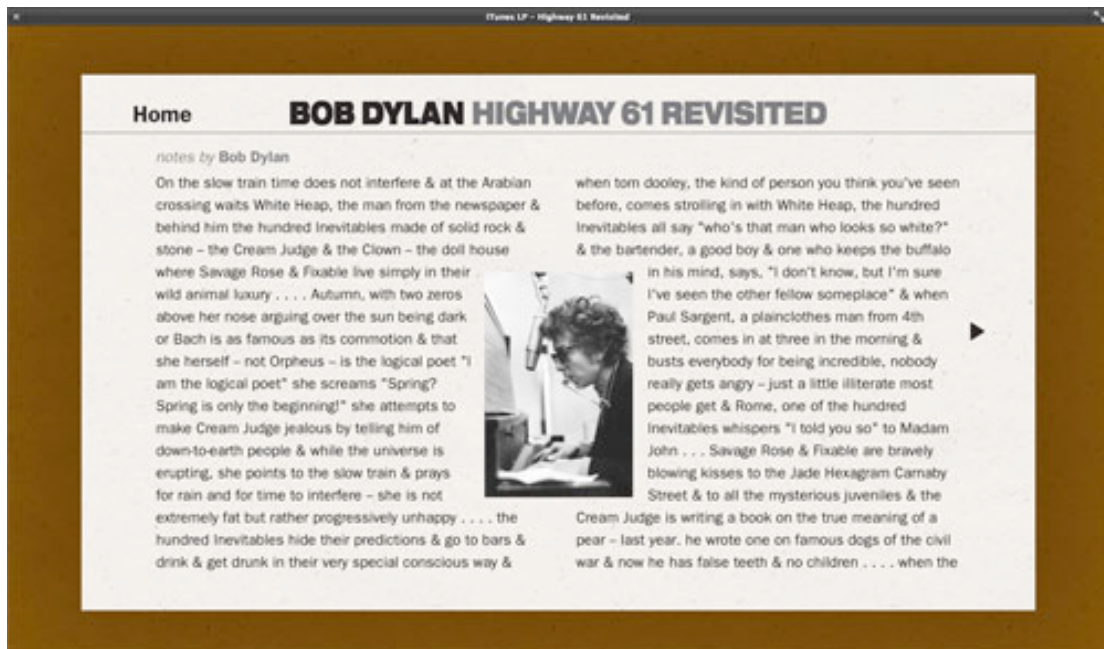 iTunes LP – Highway 61 Revisited
Home
BOB DYLAN HIGHWAY 61 REVISITED
notes by Bob Dylan
On the slow train time does not interfere & at the Arabian
crossing waits White Heap, the man from the newspaper &
behind him the hundred Inevitables made of solid rock &
stone – the Cream Judge & the Clown – the doll house
where Savage Rose & Fixable live simply in their
wild animal luxury . . . . Autumn, with two zeros
above her nose arguing over the sun being dark
or Bach is as famous as its commotion & that
she herself – not Orpheus – is the logical poet "I
am the logical poet" she screams "Spring?
Spring is only the beginning!" she attempts to
make Cream Judge jealous by telling him of
down-to-earth people & while the universe is
erupting, she points to the slow train & prays
for rain and for time to interfere – she is not
extremely fat but rather progressively unhappy . . . . the
hundred Inevitables hide their predictions & go to bars &
drink & get drunk in their very special conscious way &
when tom dooley, the kind of person you think you've seen
before, comes strolling in with White Heap, the hundred
Inevitables all say "who's that man who looks so white?"
& the bartender, a good boy & one who keeps the buffalo
in his mind, says, "I don't know, but I'm sure
I've seen the other fellow someplace" & when
Paul Sargent, a plainclothes man from 4th
street, comes in at three in the morning &
busts everybody for being incredible, nobody
really gets angry – just a little illiterate most
people get & Rome, one of the hundred
Inevitables whispers "I told you so" to Madam
John . . . Savage Rose & Fixable are bravely
blowing kisses to the Jade Hexagram Carnaby
Street & to all the mysterious juveniles & the
Cream Judge is writing a book on the true meaning of a
pear – last year. he wrote one on famous dogs of the civil
war & now he has false teeth & no children . . . . when the